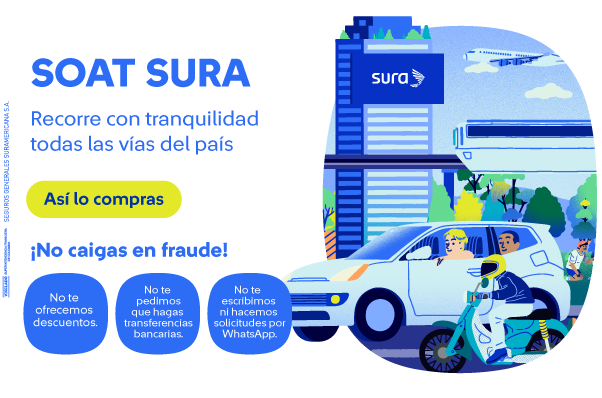 SOAT SURA
Recorre con tranquilidad
todas las vías del país
Así lo compras
¡No caigas en fraude!
No te
ofrecemos
descuentos.
No te
pedimos
que hagas
transferencias
bancarias.
No te
escribimos
ni hacemos
solicitudes por
WhatsApp.
sura
SEGUROS GENERALES SURAMERICANA S.A.
VIGILADO